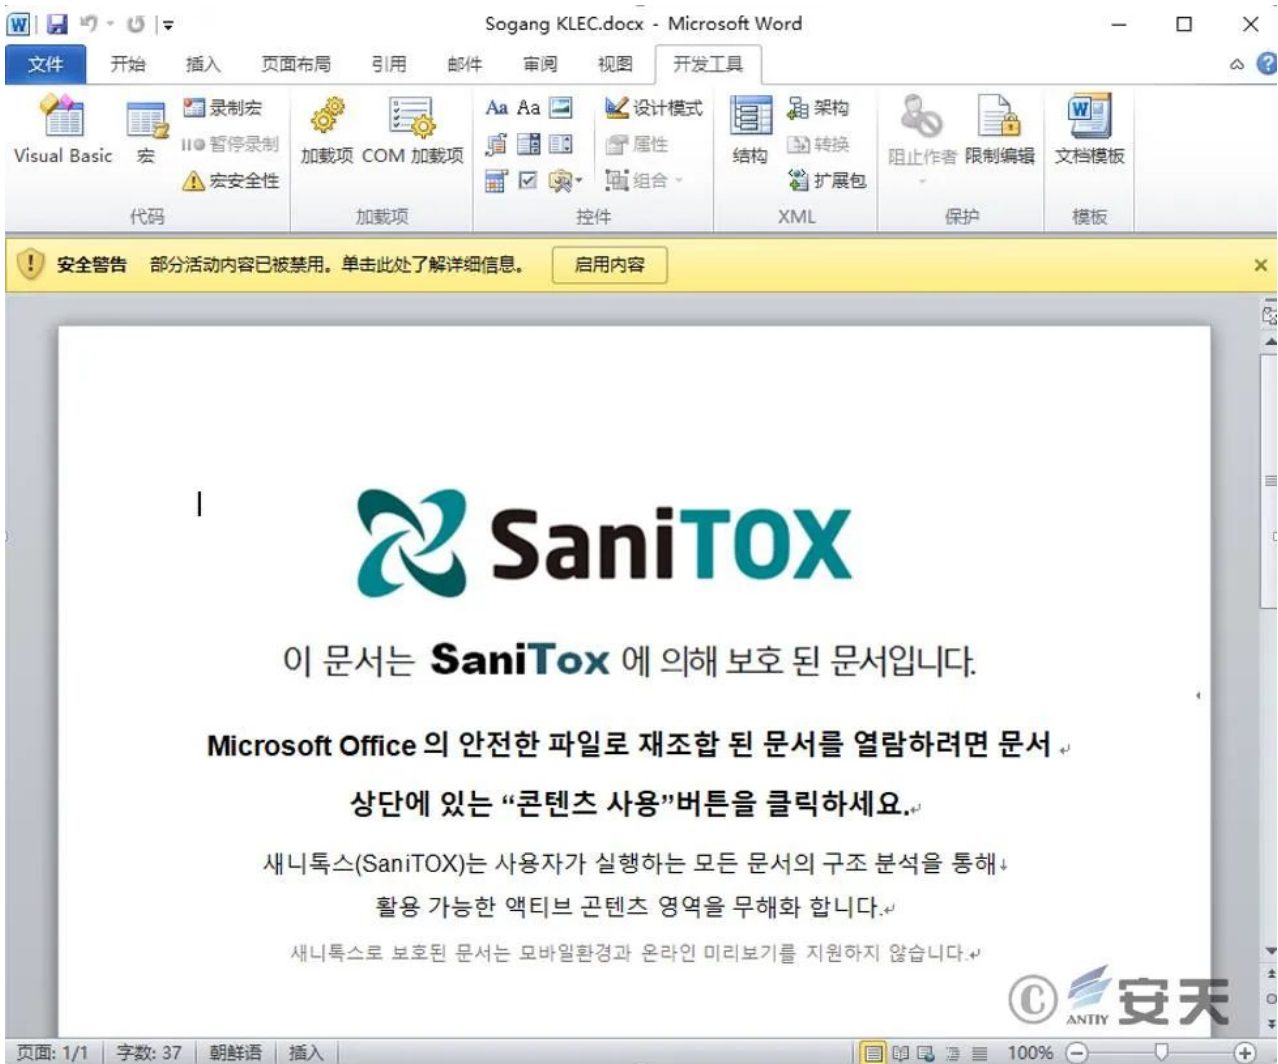 Sogang KLEC.docx - Microsoft Word
文件 开始 插入 页面布局 引用 邮件 审阅 视图 开发工具
Visual Basic 宏 录制宏 暂停录制 宏安全性
加载项 COM 加载项
Aa Aa 设计模式 属性 组合
结构 架构 转换 扩展包
阻止作者 限制编辑 文档模板
代码 加载项 控件 XML 保护 模板
安全警告 部分活动内容已被禁用。单击此处了解详细信息。 启用内容
SaniTOX
이 문서는 SaniTox 에 의해 보호 된 문서입니다.
Microsoft Office 의 안전한 파일로 재조합 된 문서를 열람하려면 문서
상단에 있는 “콘텐츠 사용”버튼을 클릭하세요.
새니톡스(SaniTOX)는 사용자가 실행하는 모든 문서의 구조 분석을 통해
활용 가능한 액티브 곤텐츠 영역을 무해화 합니다.
새니톡스로 보호된 문서는 모바일환경과 온라인 미리보기를 지원하지 않습니다.
© ANTIY 安天
页面: 1/1 字数: 37 朝鲜语 插入 100%